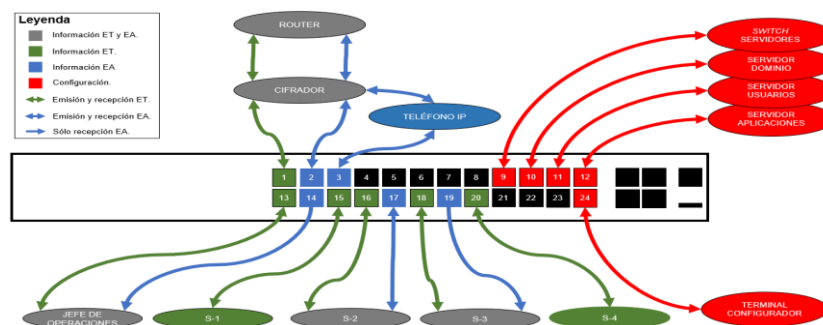 Leyenda
Información ET y EA.
Información ET.
Información EA
Configuración.
Emisión y recepción ET.
Emisión y recepción EA.
Sólo recepción EA.
ROUTER
CIFRADOR
TELÉFONO IP
SWITCH
SERVIDORES
SERVIDOR
DOMINIO
SERVIDOR
USUARIOS
SERVIDOR
APLICACIONES
1 2 3 4 5 6 7 8 9 10 11 12
13 14 15 16 17 18 19 20 21 22 23 24
JEFE DE
OPERACIONES
S-1
S-2
S-3
S-4
TERMINAL
CONFIGURADOR